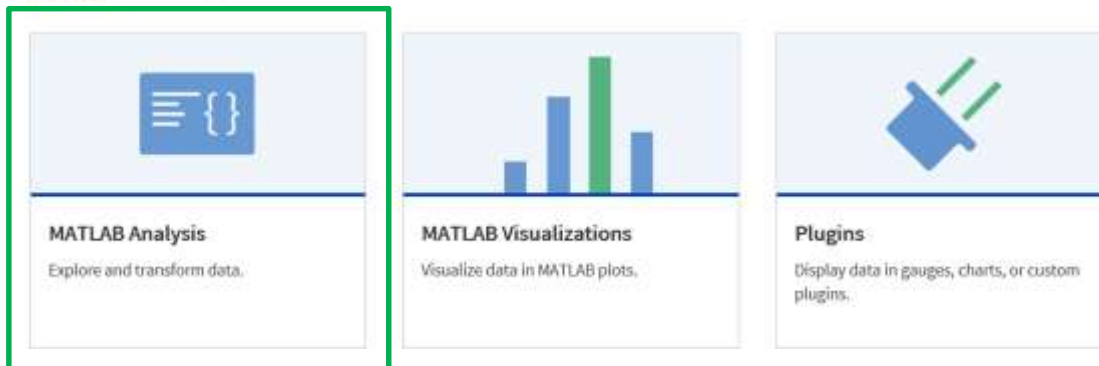 {}
MATLAB Analysis
Explore and transform data.
MATLAB Visualizations
Visualize data in MATLAB plots.
Plugins
Display data in gauges, charts, or custom
plugins.